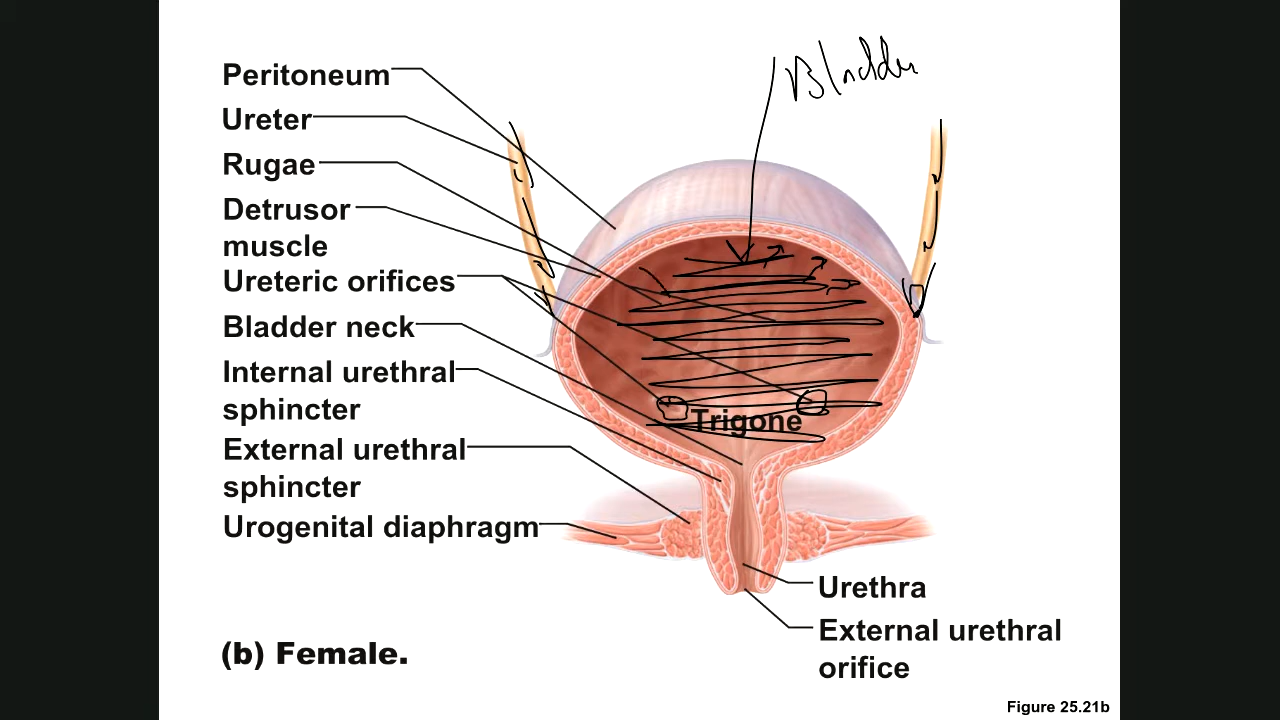 Peritoneum
Ureter
Rugae
Detrusor
muscle
Ureteric orifices
Bladder neck
Internal urethral
sphincter
External urethral
sphincter
Urogenital diaphragm
Bladder
Trigone
Urethra
External urethral
orifice
(b) Female.
Figure 25.21b